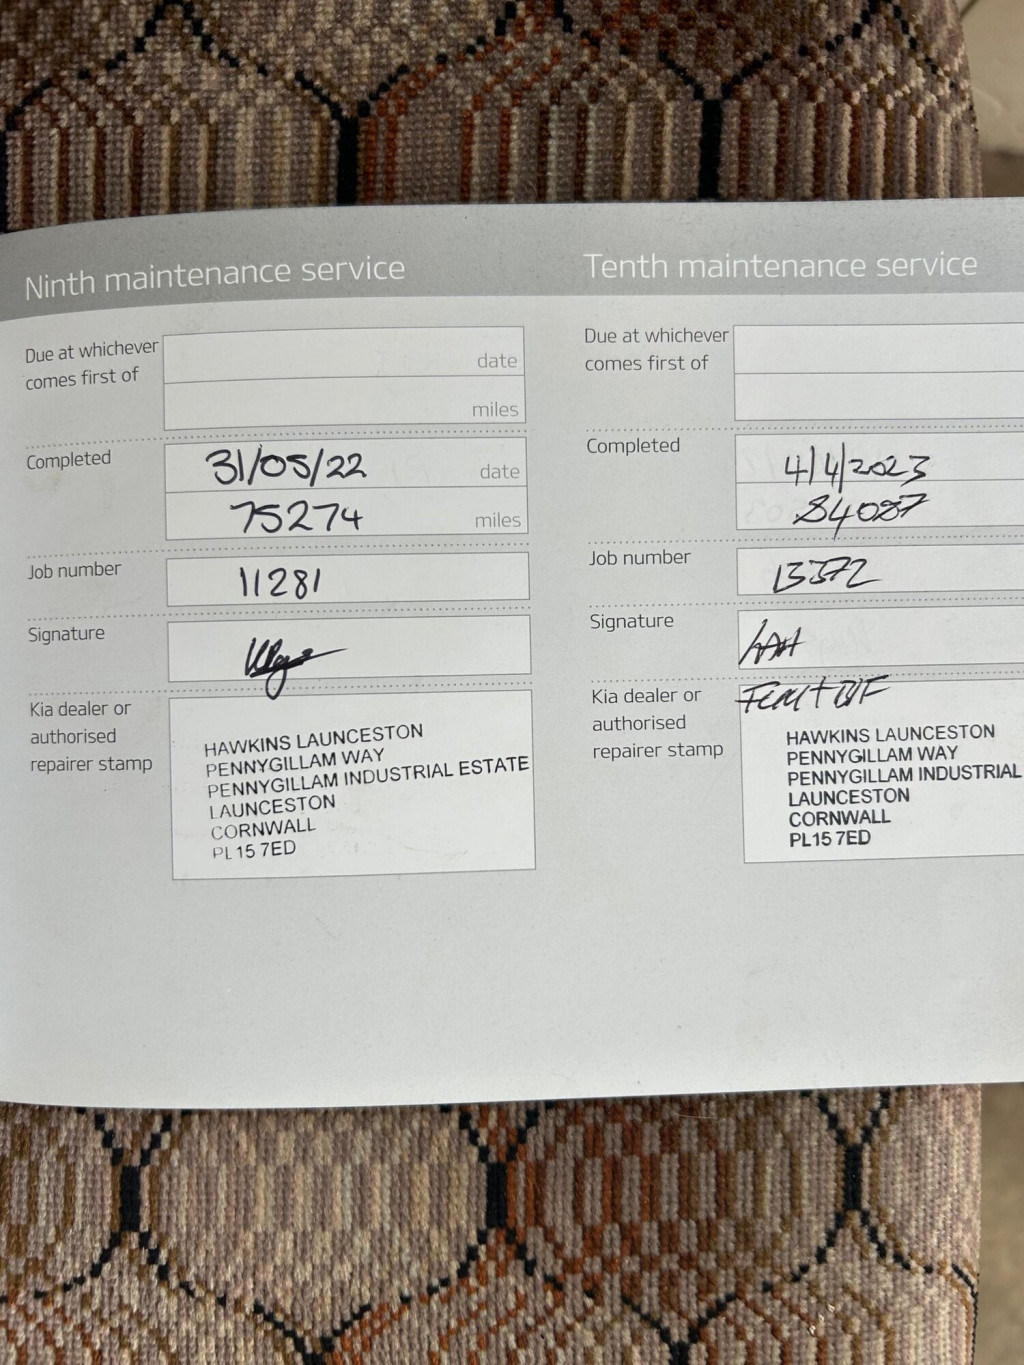 Ninth maintenance service
Due at whichever
comes first of
date
miles
Completed
31/05/22
date
75274
miles
Job number
11281
Signature
Kia dealer or
authorised
repairer stamp
HAWKINS LAUNCESTON
PENNYGILLAM WAY
PENNYGILLAM INDUSTRIAL ESTATE
LAUNCESTON
CORNWALL
PL15 7ED
Tenth maintenance service
Due at whichever
comes first of
Completed
4/4/2023
84087
Job number
13372
Signature
Kia dealer or
authorised
repairer stamp
HAWKINS LAUNCESTON
PENNYGILLAM WAY
PENNYGILLAM INDUSTRIAL
LAUNCESTON
CORNWALL
PL15 7ED